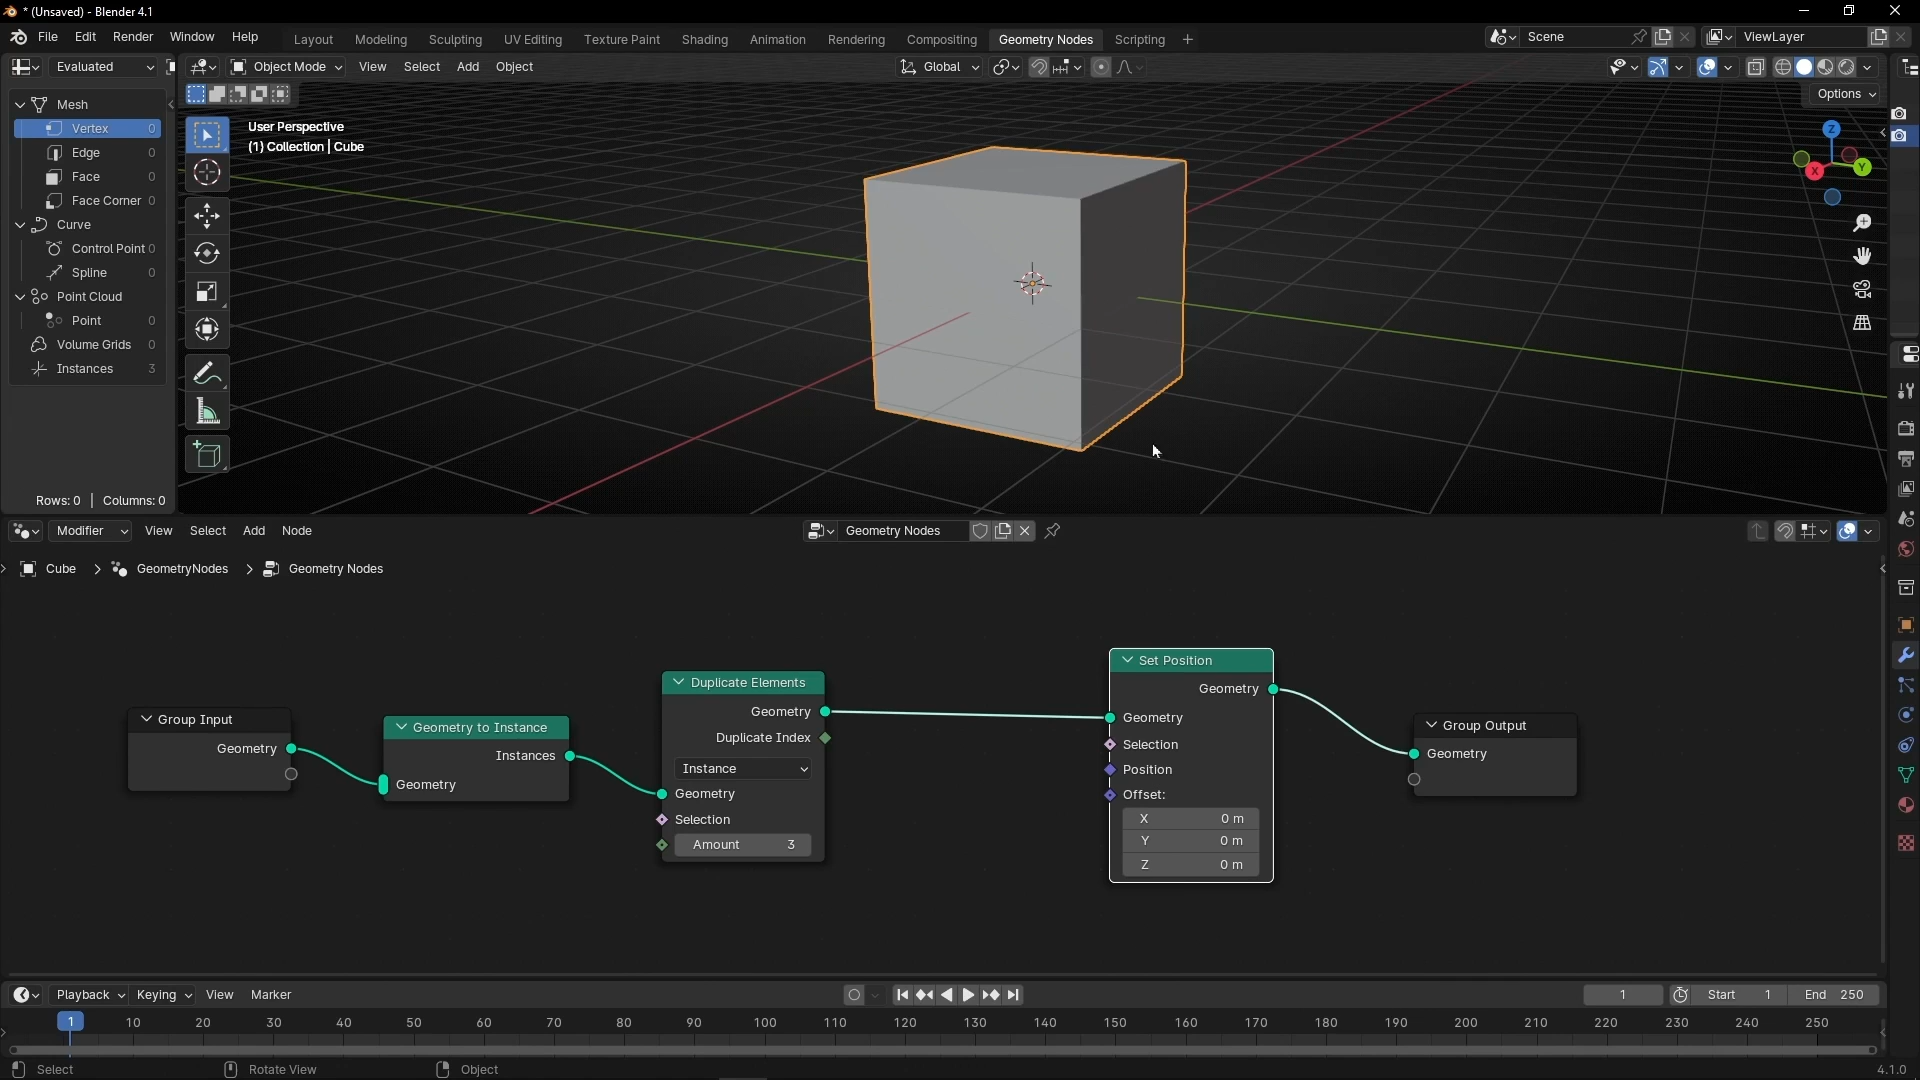 * (Unsaved) - Blender 4.1
File Edit Render Window Help Layout Modeling Sculpting UV Editing Texture Paint Shading Animation Rendering Compositing Geometry Nodes Scripting + Scene ViewLayer
Evaluated Object Mode View Select Add Object Global
Options
Mesh
Vertex 0
Edge 0
Face 0
Face Corner 0
Curve
Control Point 0
Spline 0
Point Cloud
Point 0
Volume Grids 0
Instances 3
Rows: 0 | Columns: 0
User Perspective
(1) Collection | Cube
Z
X
Y
Modifier View Select Add Node Geometry Nodes
Cube > GeometryNodes > Geometry Nodes
Group Input
Geometry
Geometry to Instance
Instances
Geometry
Duplicate Elements
Geometry
Duplicate Index
Instance
Geometry
Selection
Amount 3
Set Position
Geometry
Geometry
Selection
Position
Offset:
X 0 m
Y 0 m
Z 0 m
Group Output
Geometry
Playback Keying View Marker 1 Start 1 End 250
1 10 20 30 40 50 60 70 80 90 100 110 120 130 140 150 160 170 180 190 200 210 220 230 240 250
Select Rotate View Object 4.1.0